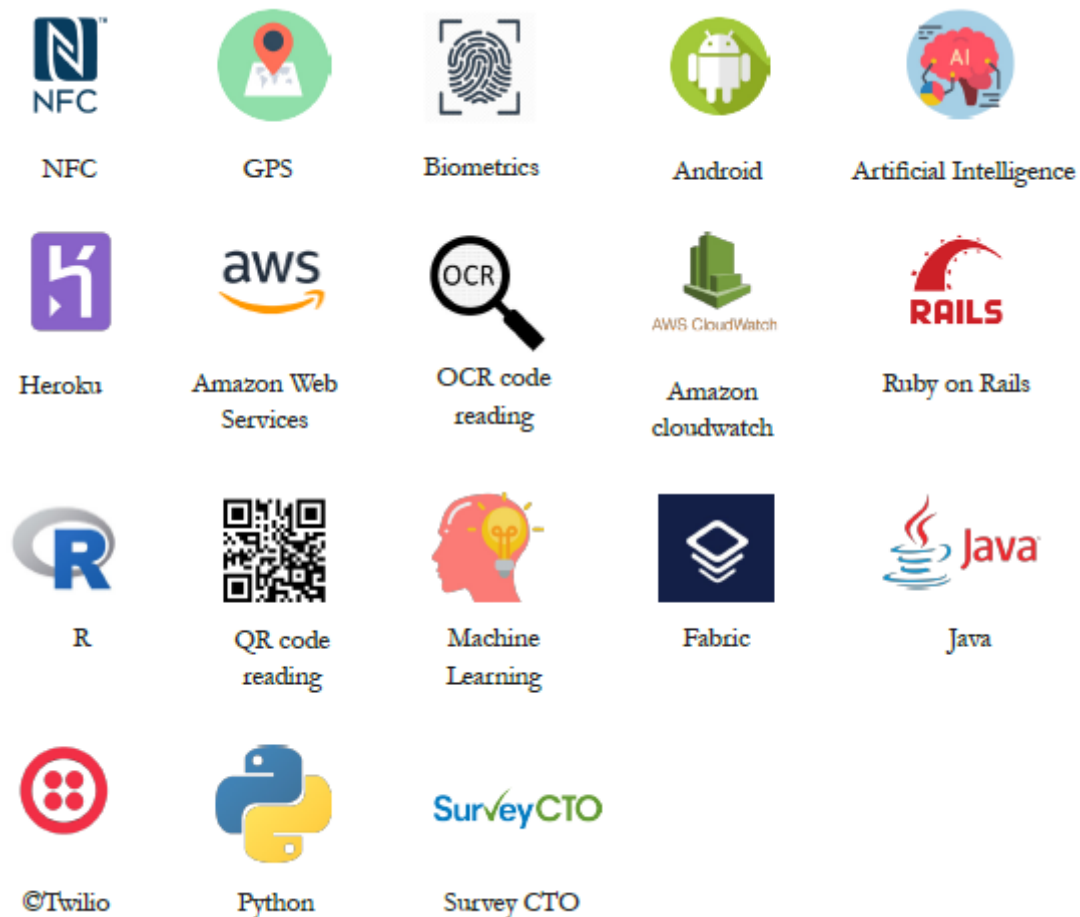 NFC™
NFC
GPS
Biometrics
Android
AI
Artificial Intelligence
Heroku
aws
Amazon Web
Services
OCR
OCR code
reading
AWS CloudWatch
Amazon
cloudwatch
RAILS
Ruby on Rails
R
R
QR code
reading
Machine
Learning
Fabric
Java
Java
©Twilio
Python
SurveyCTO
Survey CTO